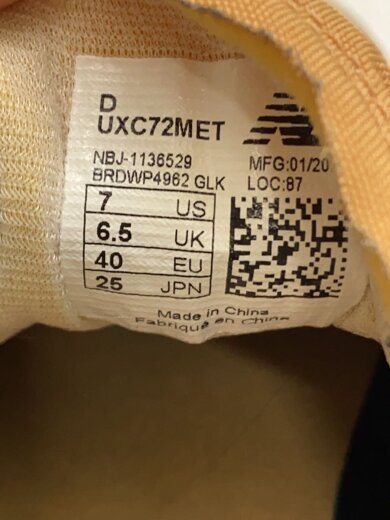 D
UXC72MET
NBJ-1136529
BRDWP4962 GLK
MFG:01/20
LOC:87
7 US
6.5 UK
40 EU
25 JPN
Made in China
Fabriqué en China